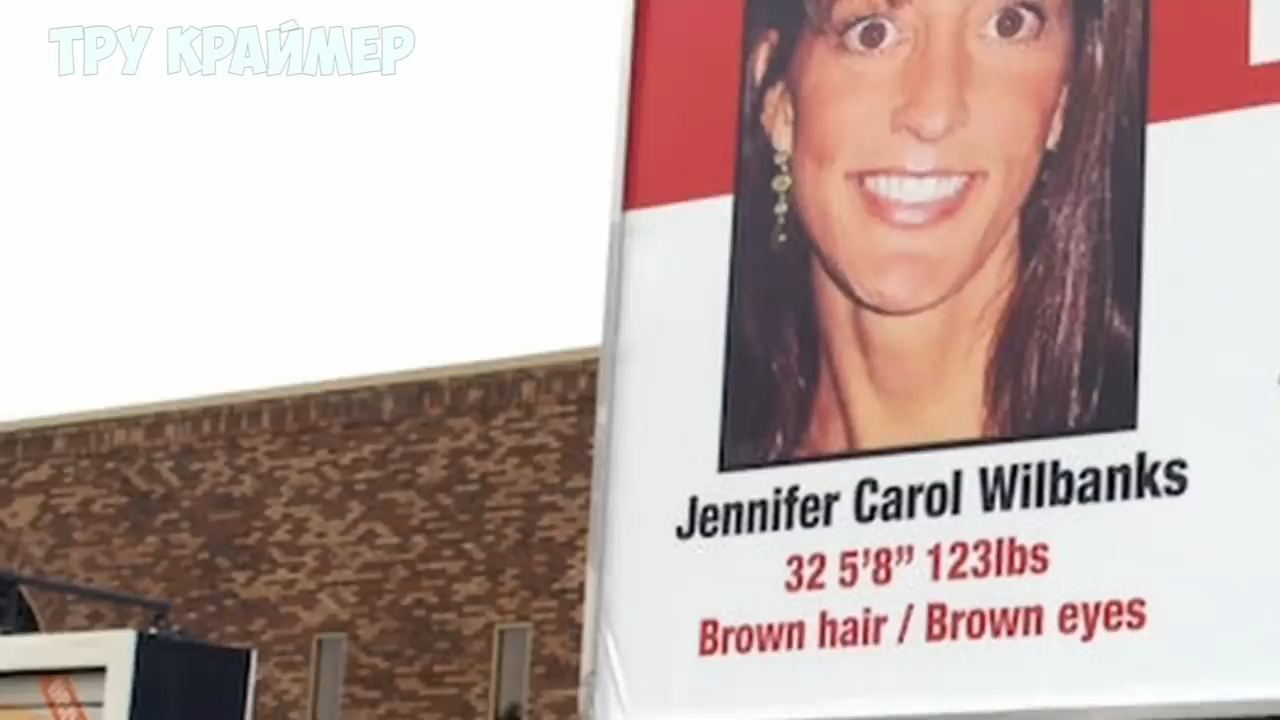 ТРУ КРАЙМЕР
Jennifer Carol Wilbanks
32 5'8” 123lbs
Brown hair / Brown eyes